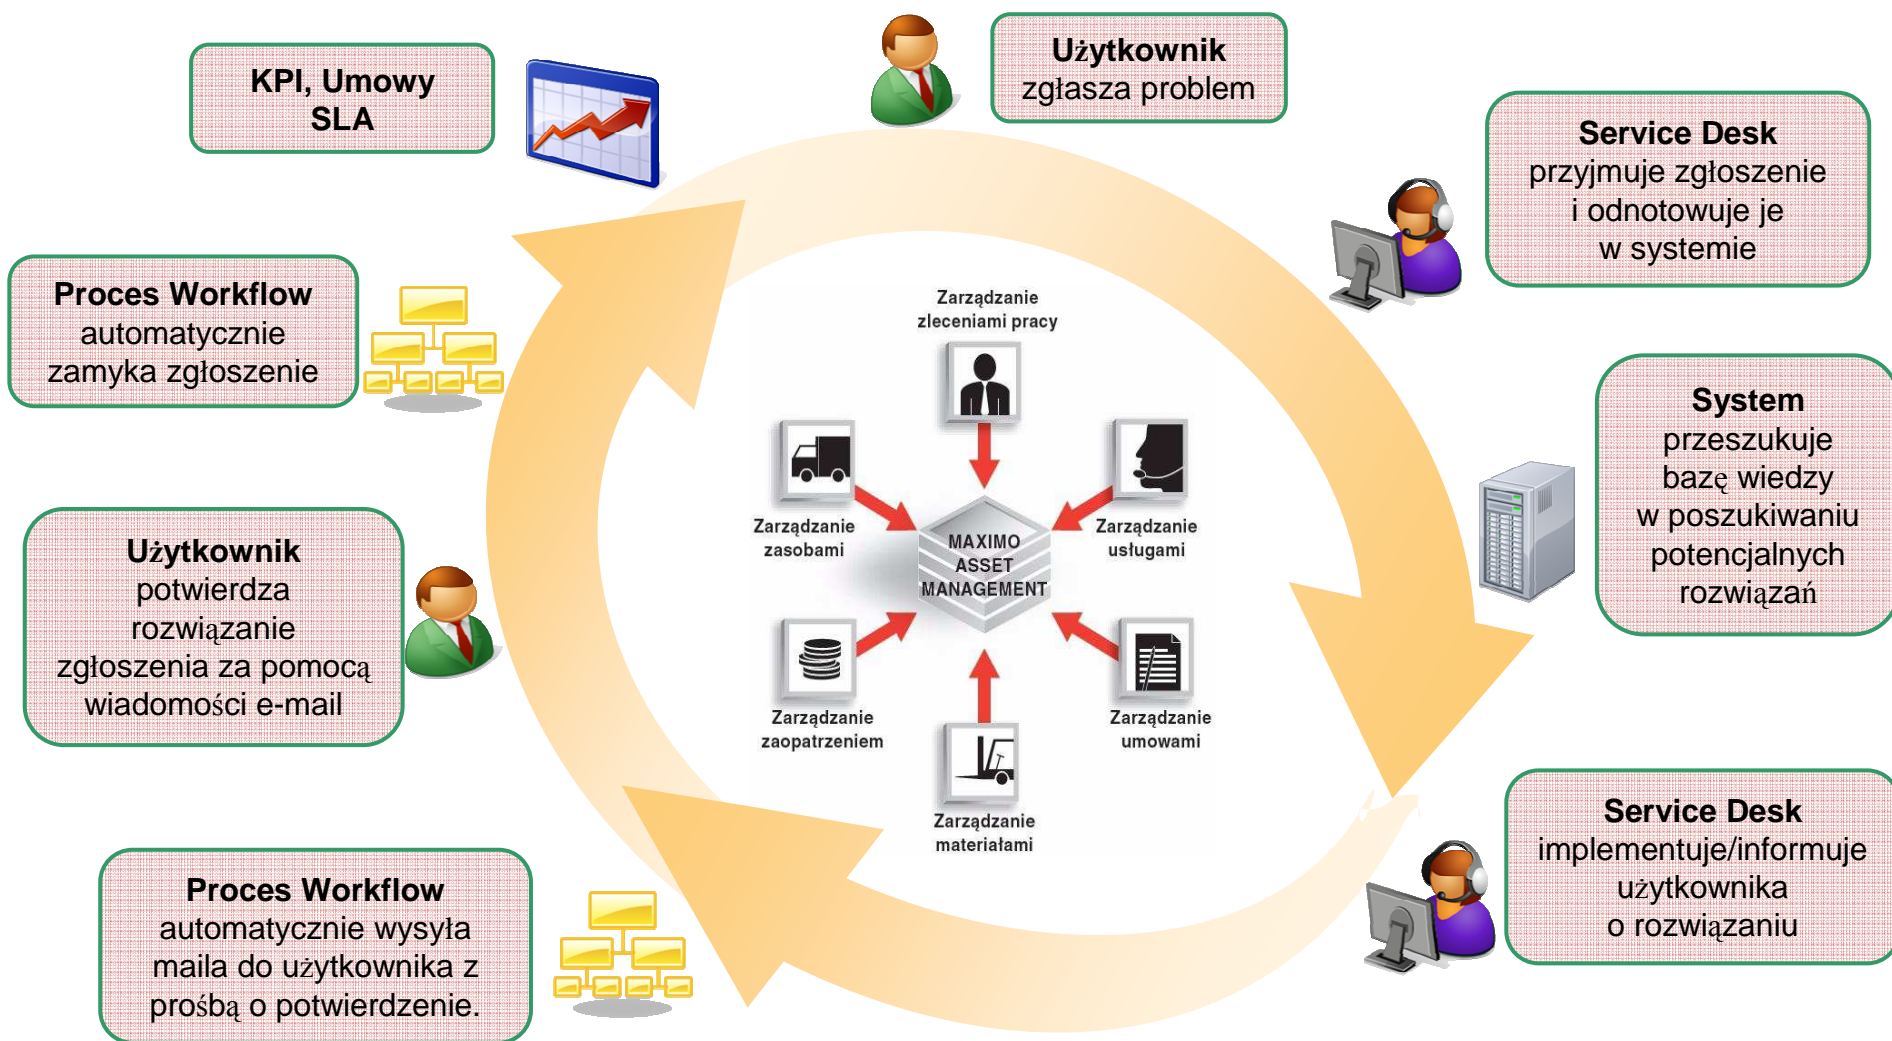 KPI, Umowy
SLA
Użytkownik
zgłasza problem
Service Desk
przyjmuje zgłoszenie
i odnotowuje je
w systemie
System
przeszukuje
bazę wiedzy
w poszukiwaniu
potencjalnych
rozwiązań
Service Desk
implementuje/informuje
użytkownika
o rozwiązaniu
Proces Workflow
automatycznie wysyła
maila do użytkownika z
prośbą o potwierdzenie.
Użytkownik
potwierdza
rozwiązanie
zgłoszenia za pomocą
wiadomości e-mail
Proces Workflow
automatycznie
zamyka zgłoszenie
Zarządzanie
zleceniami pracy
Zarządzanie
usługami
Zarządzanie
umowami
Zarządzanie
materiałami
Zarządzanie
zaopatrzeniem
Zarządzanie
zasobami
MAXIMO
ASSET
MANAGEMENT